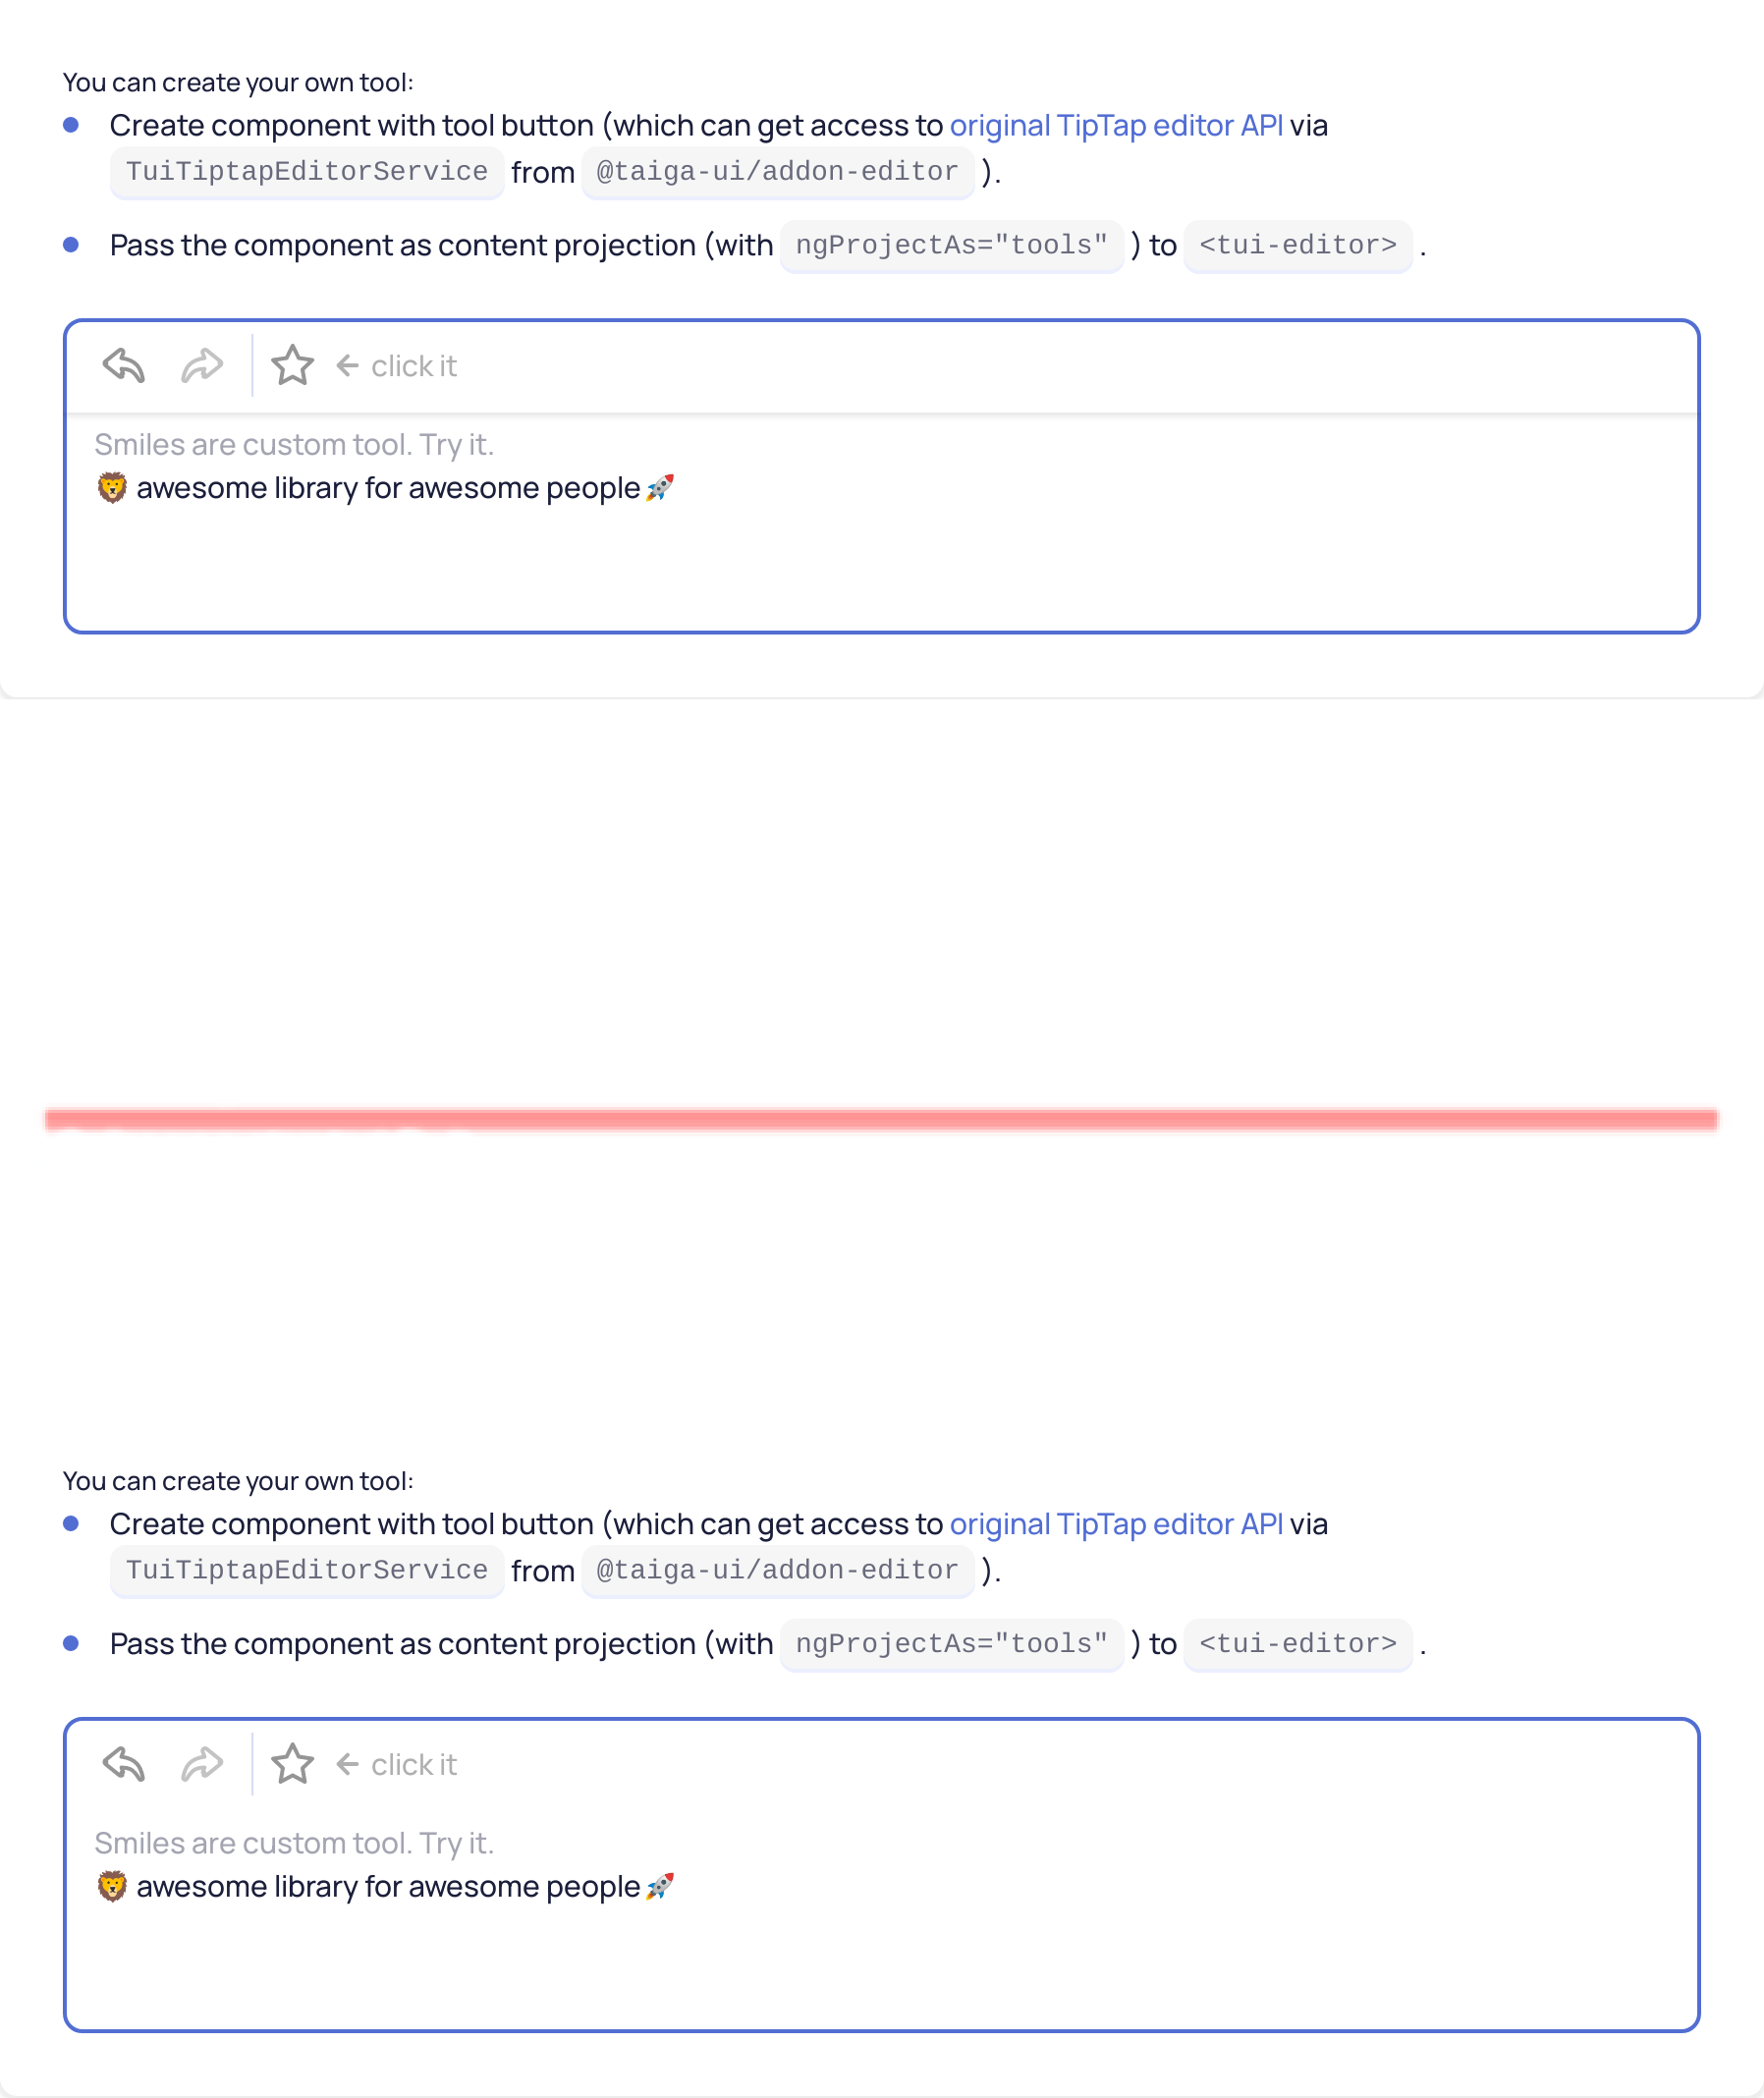 You can create your own tool:
Create component with tool button (which can get access to original TipTap editor API via
TuiTiptapEditorService from @taiga-ui/addon-editor ).
Pass the component as content projection (with ngProjectAs="tools" ) to <tui-editor> .
← click it
Smiles are custom tool. Try it.
🦁 awesome library for awesome people 🚀
You can create your own tool:
Create component with tool button (which can get access to original TipTap editor API via
TuiTiptapEditorService from @taiga-ui/addon-editor ).
Pass the component as content projection (with ngProjectAs="tools" ) to <tui-editor> .
← click it
Smiles are custom tool. Try it.
🦁 awesome library for awesome people 🚀